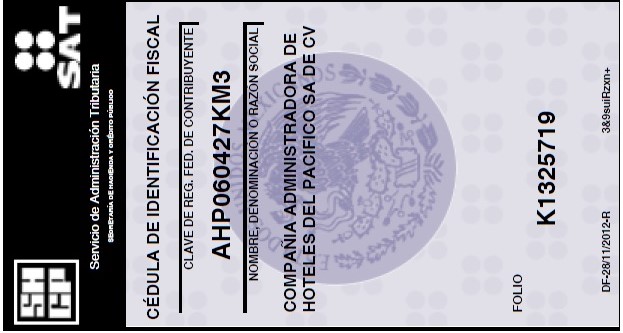 SHCP
SAT
Servicio de Administración Tributaria
SECRETARÍA DE HACIENDA Y CRÉDITO PÚBLICO
CÉDULA DE IDENTIFICACIÓN FISCAL
CLAVE DE REG. FED. DE CONTRIBUYENTE
AHP060427KM3
NOMBRE, DENOMINACIÓN O RAZÓN SOCIAL
COMPAÑIA ADMINISTRADORA DE
HOTELES DEL PACIFICO SA DE CV
FOLIO
K1325719
DF-28/11/2012-R
3&9suiRzxn+